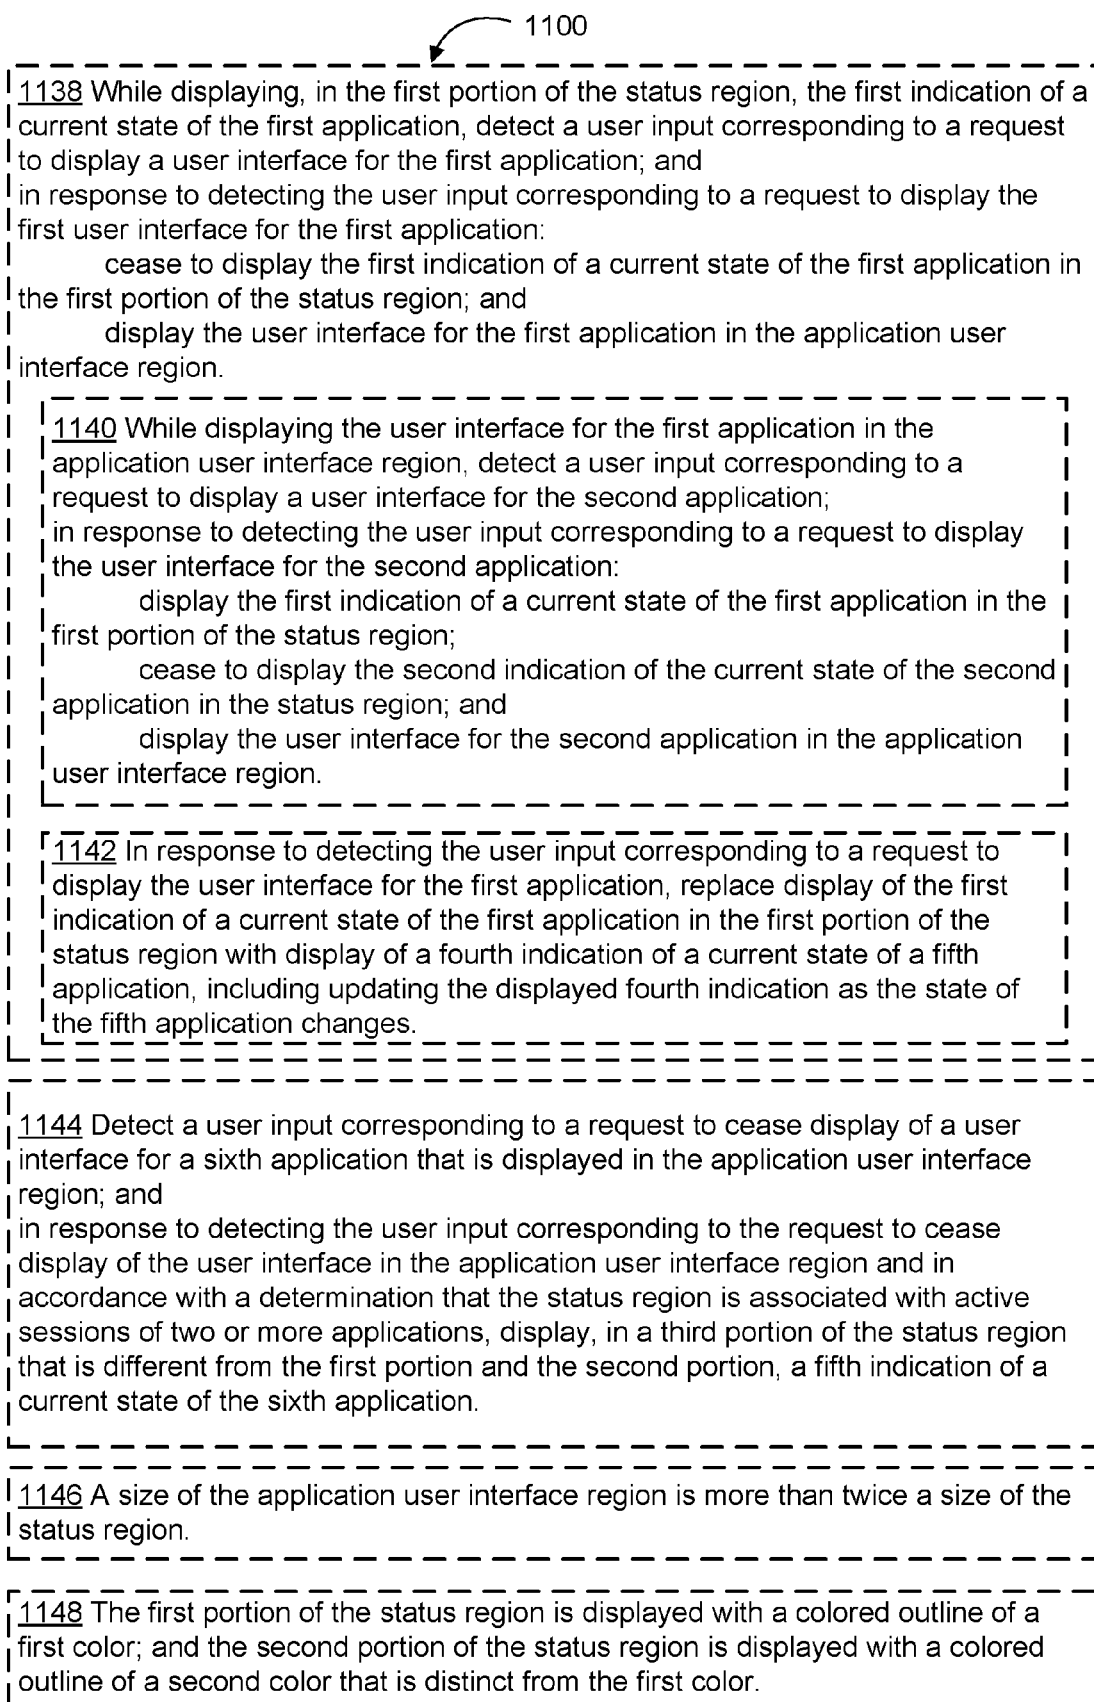 1100
1138 While displaying, in the first portion of the status region, the first indication of a
current state of the first application, detect a user input corresponding to a request
to display a user interface for the first application; and
in response to detecting the user input corresponding to a request to display the
first user interface for the first application:
cease to display the first indication of a current state of the first application in
the first portion of the status region; and
display the user interface for the first application in the application user
interface region.
1140 While displaying the user interface for the first application in the
application user interface region, detect a user input corresponding to a
request to display a user interface for the second application;
in response to detecting the user input corresponding to a request to display
the user interface for the second application:
display the first indication of a current state of the first application in the
first portion of the status region;
cease to display the second indication of the current state of the second
application in the status region; and
display the user interface for the second application in the application
user interface region.
1142 In response to detecting the user input corresponding to a request to
display the user interface for the first application, replace display of the first
indication of a current state of the first application in the first portion of the
status region with display of a fourth indication of a current state of a fifth
application, including updating the displayed fourth indication as the state of
the fifth application changes.
1144 Detect a user input corresponding to a request to cease display of a user
interface for a sixth application that is displayed in the application user interface
region; and
in response to detecting the user input corresponding to the request to cease
display of the user interface in the application user interface region and in
accordance with a determination that the status region is associated with active
sessions of two or more applications, display, in a third portion of the status region
that is different from the first portion and the second portion, a fifth indication of a
current state of the sixth application.
1146 A size of the application user interface region is more than twice a size of the
status region.
1148 The first portion of the status region is displayed with a colored outline of a
first color; and the second portion of the status region is displayed with a colored
outline of a second color that is distinct from the first color.